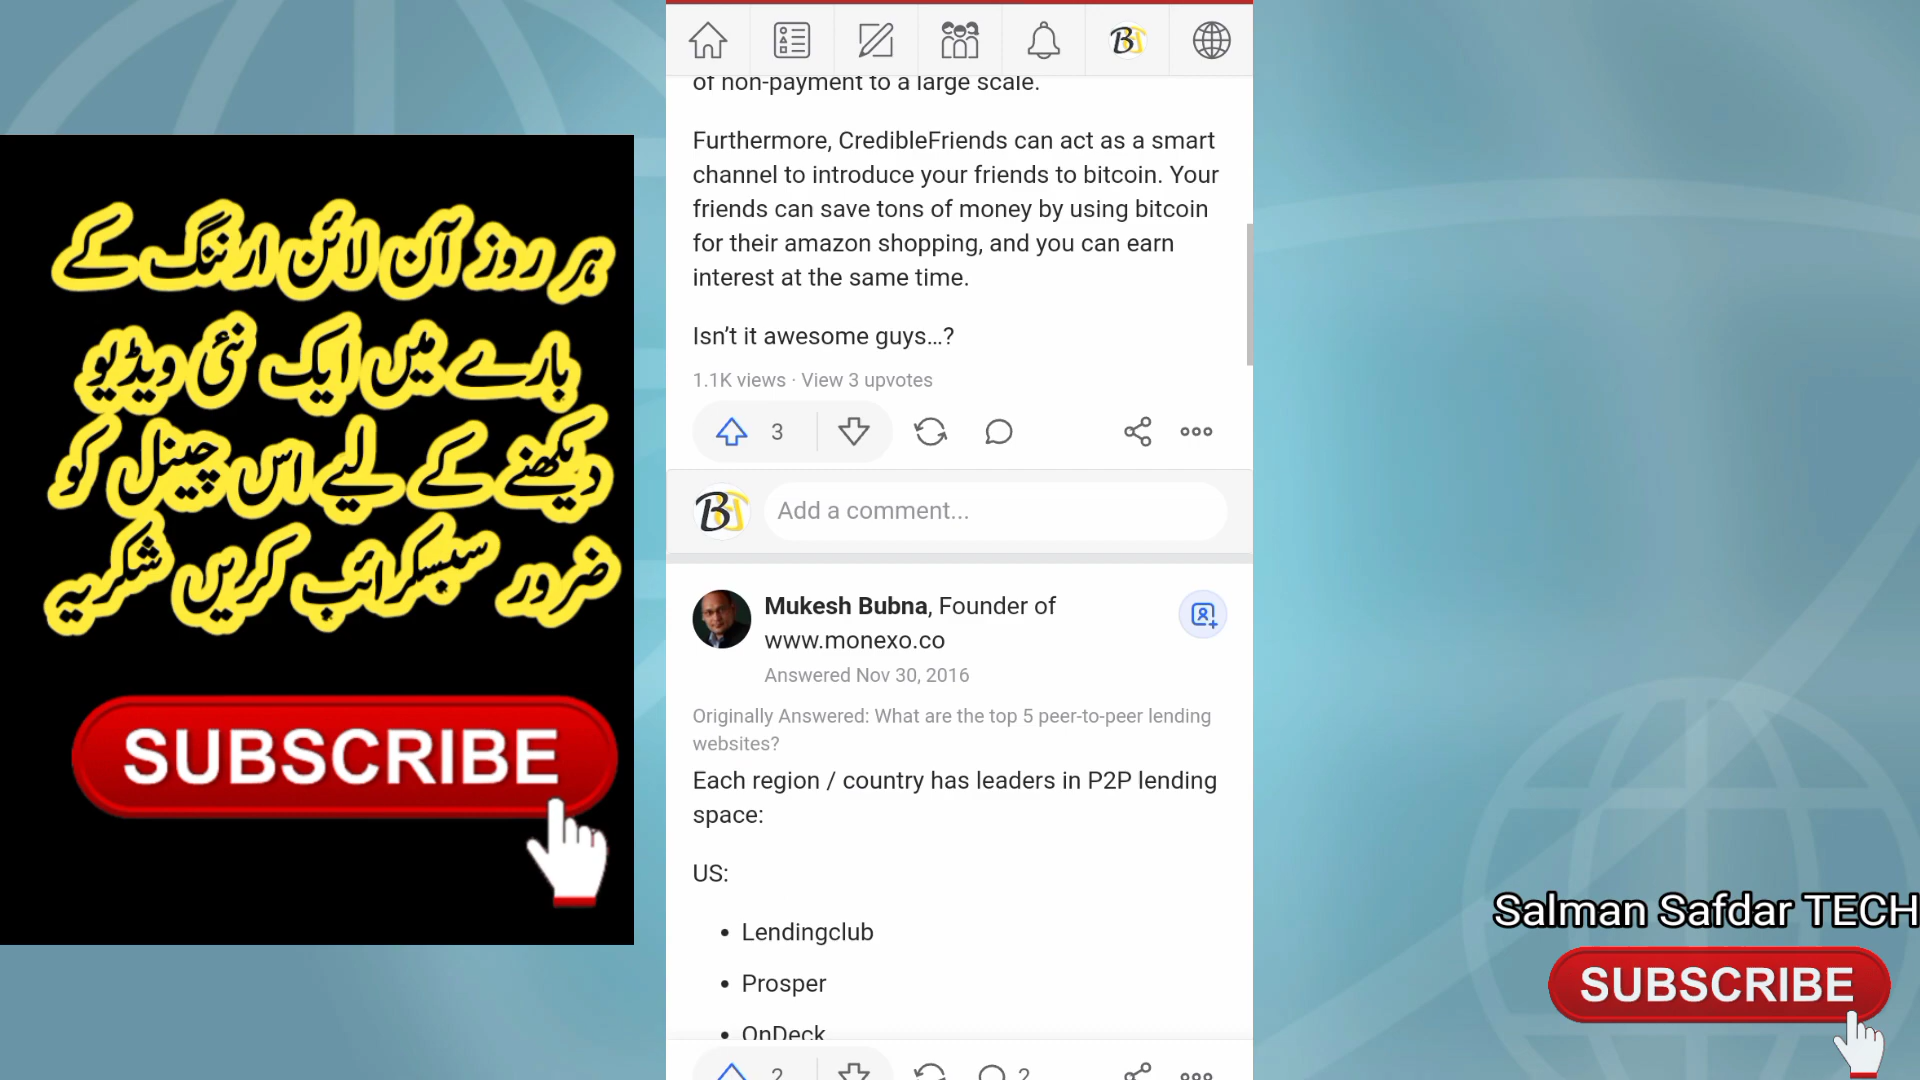 ہر روز آن لائن ارننگ کے
بارے میں ایک نئی ویڈیو
دیکھنے کے لیے اس چینل کو
ضرور سبسکرائب کریں شکریہ
SUBSCRIBE
of non-payment to a large scale.
Furthermore, CredibleFriends can act as a smart
channel to introduce your friends to bitcoin. Your
friends can save tons of money by using bitcoin
for their amazon shopping, and you can earn
interest at the same time.
Isn’t it awesome guys…?
1.1K views · View 3 upvotes
3
Add a comment...
Mukesh Bubna, Founder of
www.monexo.co
Answered Nov 30, 2016
Originally Answered: What are the top 5 peer-to-peer lending
websites?
Each region / country has leaders in P2P lending
space:
US:
• Lendingclub
• Prosper
• OnDeck
2 2
Salman Safdar TECH
SUBSCRIBE